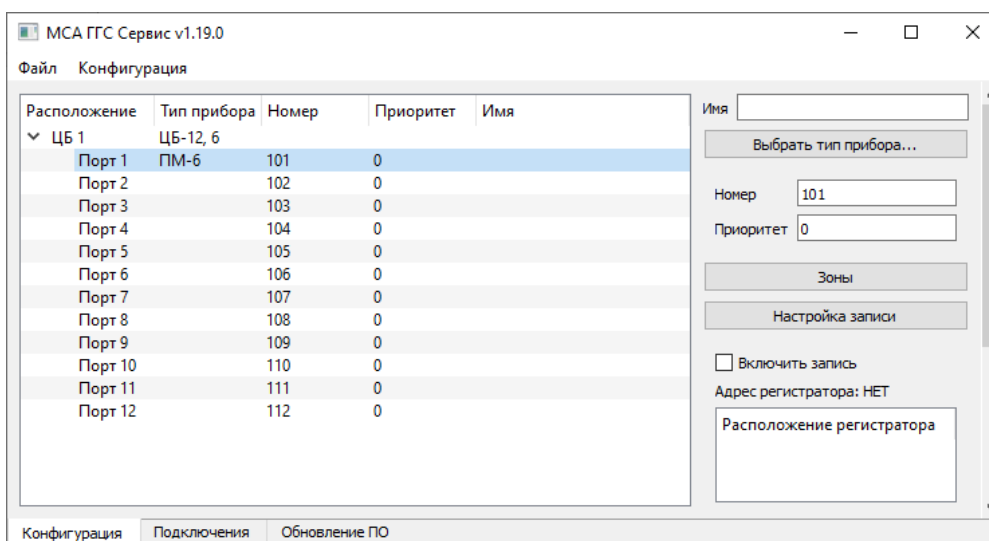 МСА ГГС Сервис v1.19.0
Файл Конфигурация
Расположение Тип прибора Номер Приоритет Имя
ЦБ 1 ЦБ-12, 6
Порт 1 ПМ-6 101 0
Порт 2 102 0
Порт 3 103 0
Порт 4 104 0
Порт 5 105 0
Порт 6 106 0
Порт 7 107 0
Порт 8 108 0
Порт 9 109 0
Порт 10 110 0
Порт 11 111 0
Порт 12 112 0
Имя
Выбрать тип прибора...
Номер 101
Приоритет 0
Зоны
Настройка записи
Включить запись
Адрес регистратора: НЕТ
Расположение регистратора
Конфигурация Подключения Обновление ПО